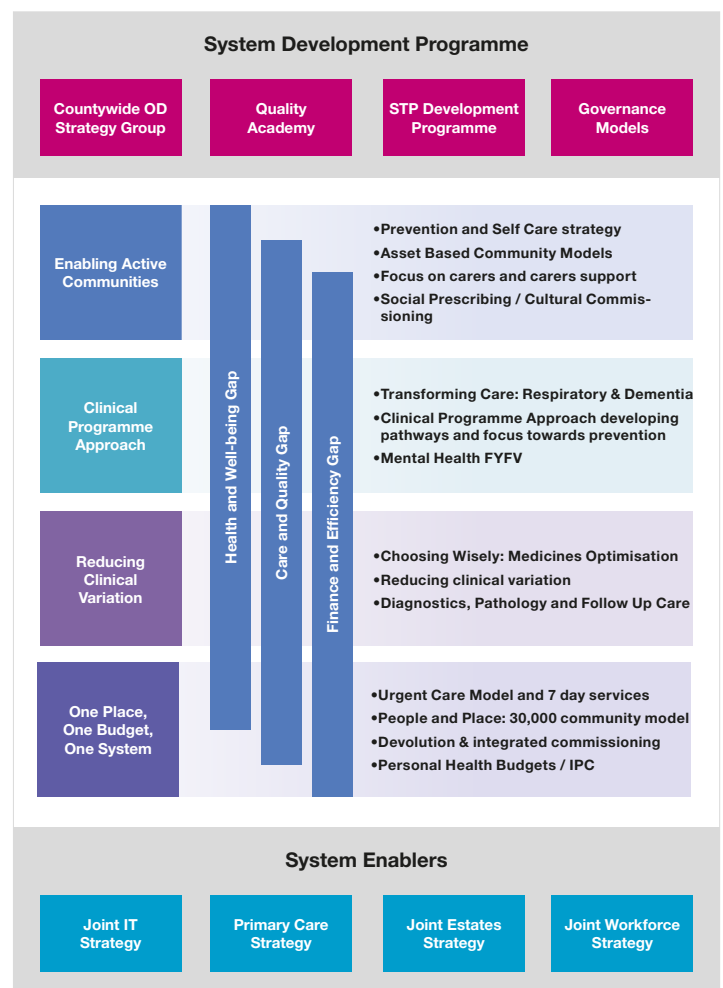 System Development Programme
Countywide OD
Strategy Group
Quality
Academy
STP Development
Programme
Governance
Models
Enabling Active
Communities
•Prevention and Self Care strategy
•Asset Based Community Models
•Focus on carers and carers support
•Social Prescribing / Cultural Commis-
sioning
Clinical
Programme
Approach
•Transforming Care: Respiratory & Dementia
•Clinical Programme Approach developing
pathways and focus towards prevention
•Mental Health FYFV
Health and Well-being Gap
Care and Quality Gap
Finance and Efficiency Gap
Reducing
Clinical
Variation
•Choosing Wisely: Medicines Optimisation
•Reducing clinical variation
•Diagnostics, Pathology and Follow Up Care
One Place,
One Budget,
One System
•Urgent Care Model and 7 day services
•People and Place: 30,000 community model
•Devolution & integrated commissioning
•Personal Health Budgets / IPC
System Enablers
Joint IT
Strategy
Primary Care
Strategy
Joint Estates
Strategy
Joint Workforce
Strategy